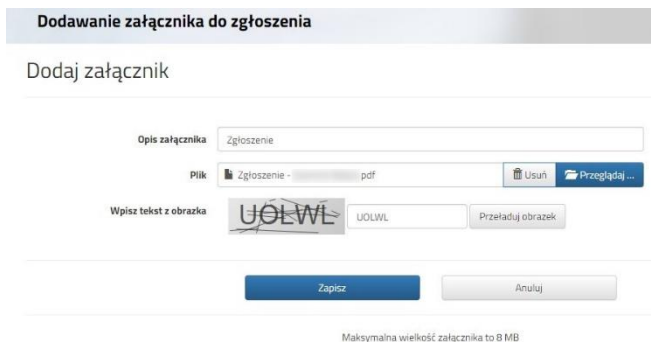 Dodawanie załącznika do zgłoszenia
Dodaj załącznik
Opis załącznika Zgłoszenie
Plik Zgłoszenie - pdf Usuń Przeglądaj ...
Wpisz tekst z obrazka UOLWL UOLWL Przeładuj obrazek
Zapisz Anuluj
Maksymalna wielkość załącznika to 8 MB